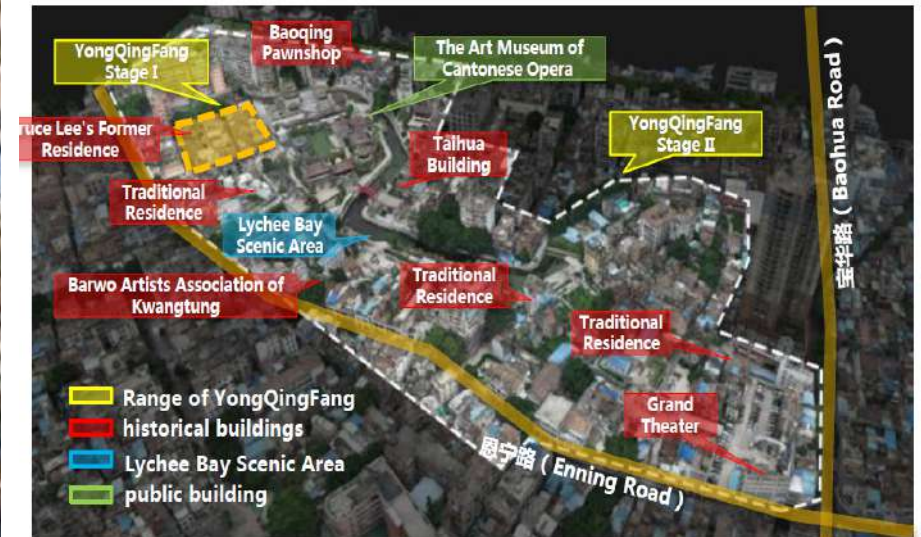 Baoqing
Pawnshop
YongQingFang
Stage I
The Art Museum of
Cantonese Opera
ruce Lee's Former
Residence
YongQingFang
Stage II
Taihua
Building
Traditional
Residence
Lychee Bay
Scenic Area
Barwo Artists Association of
Kwangtung
Traditional
Residence
Traditional
Residence
Grand
Theater
宝华路 ( Baohua Road )
恩宁路 ( Enning Road )
Range of YongQingFang
historical buildings
Lychee Bay Scenic Area
public building